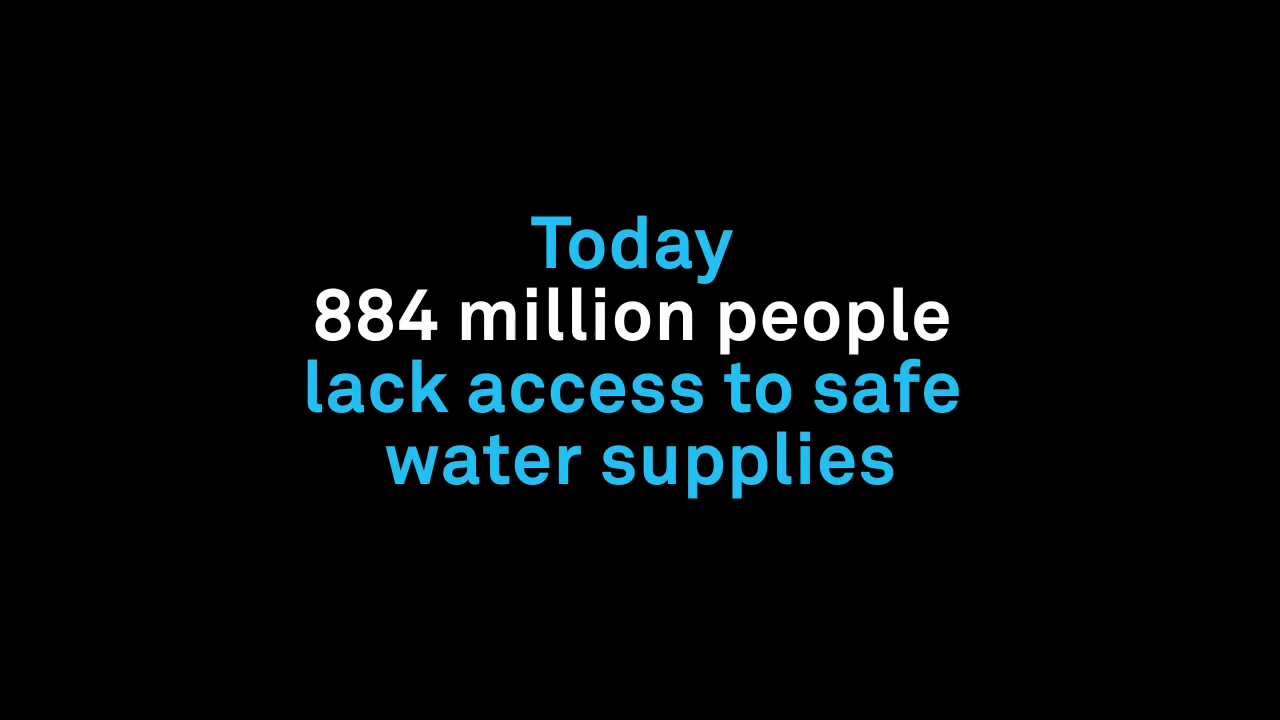 Today
884 million people
lack access to safe
water supplies